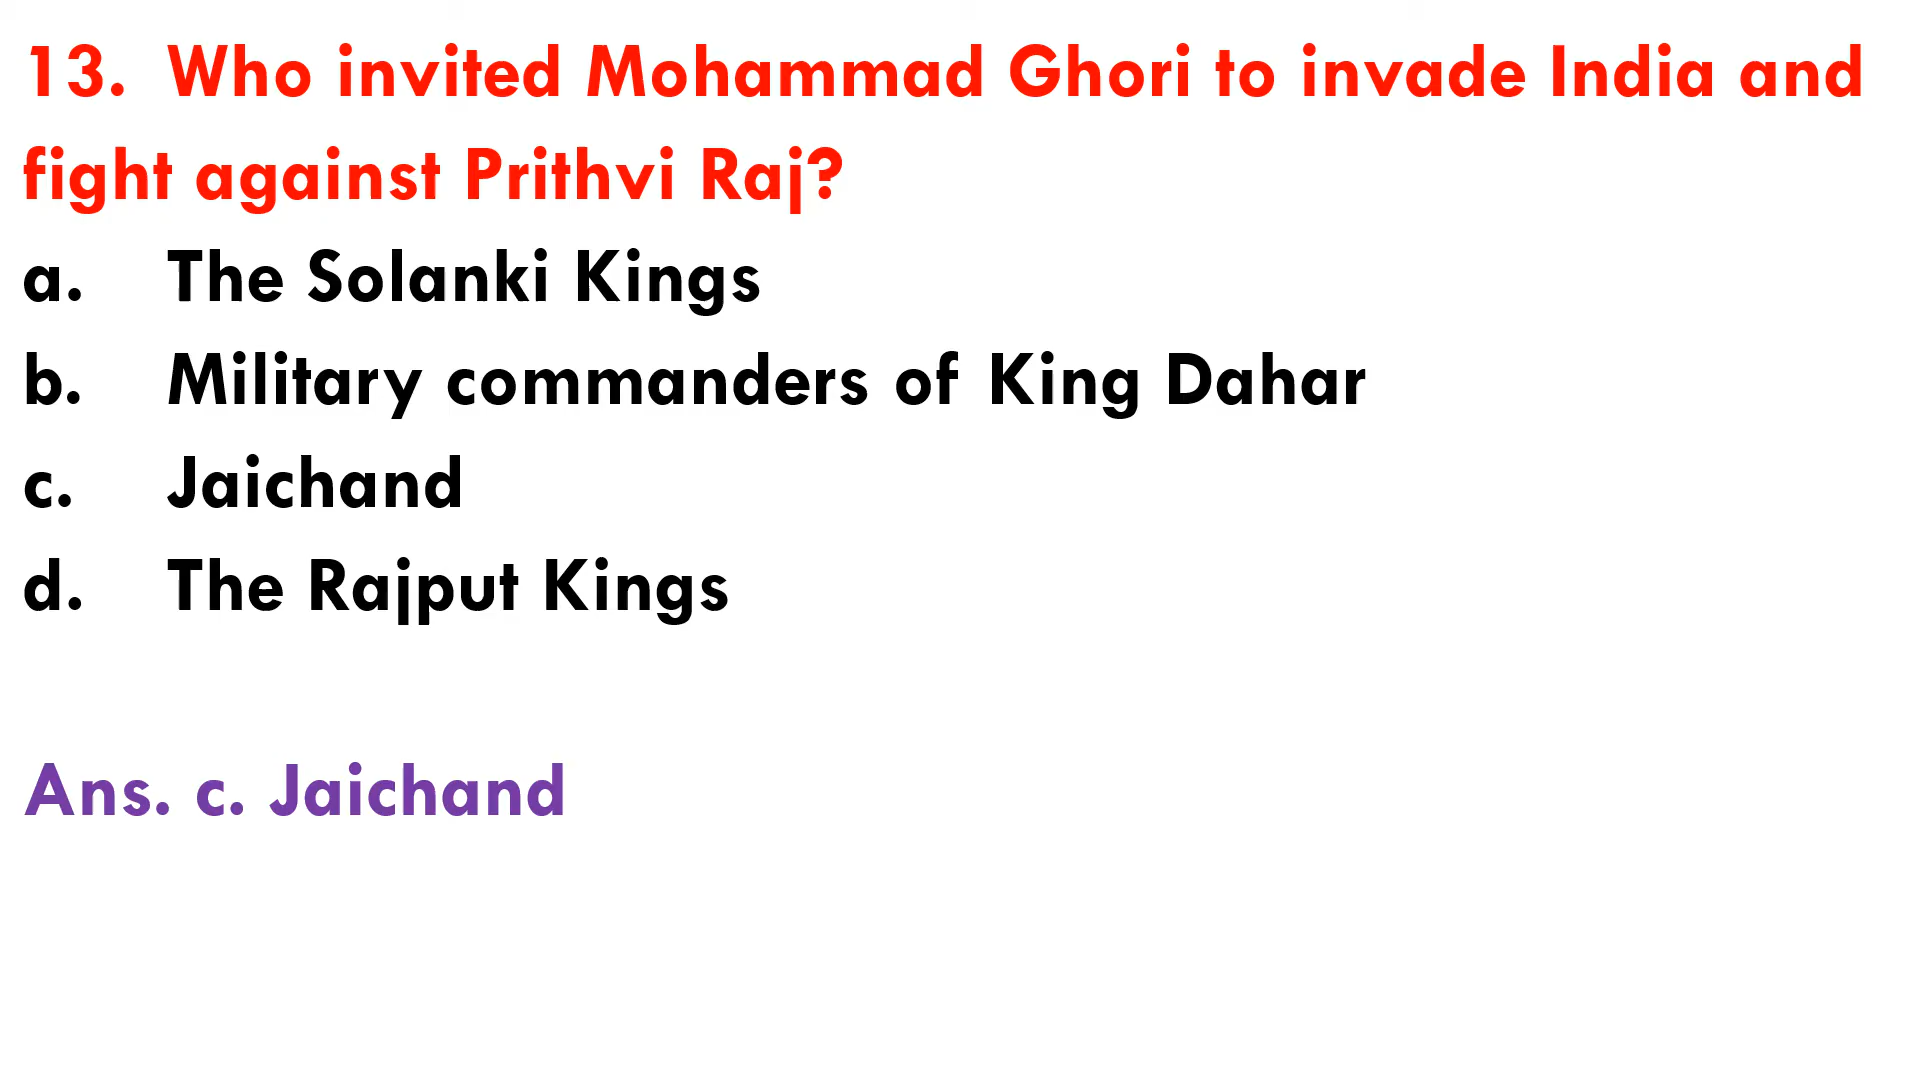 13. Who invited Mohammad Ghori to invade India and
fight against Prithvi Raj?
a. The Solanki Kings
b. Military commanders of King Dahar
c. Jaichand
d. The Rajput Kings
Ans. c. Jaichand